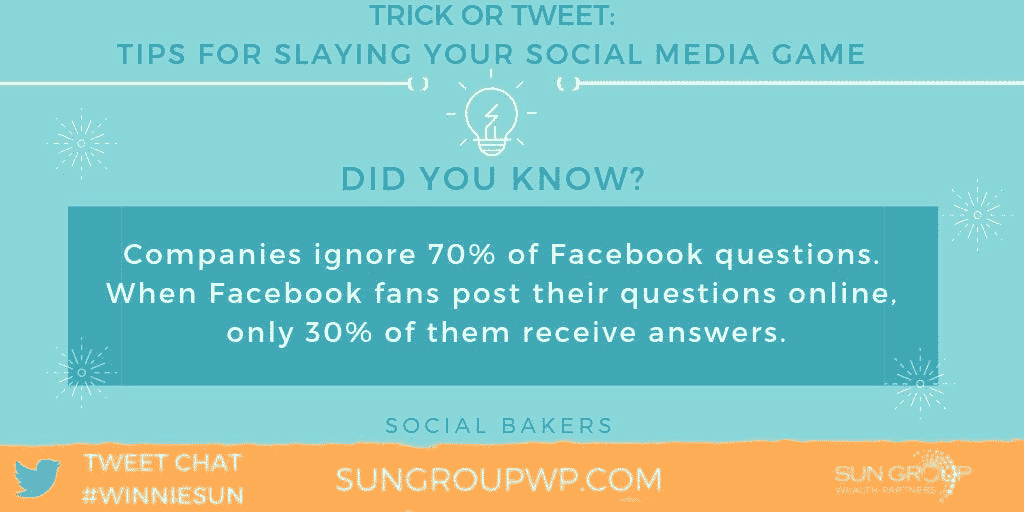 TRICK OR TWEET:
TIPS FOR SLAYING YOUR SOCIAL MEDIA GAME
DID YOU KNOW?
Companies ignore 70% of Facebook questions.
When Facebook fans post their questions online,
only 30% of them receive answers.
SOCIAL BAKERS
TWEET CHAT
#WINNIESUN
SUNGROUPWP.COM
SUN GROUP
WEALTH PARTNERS